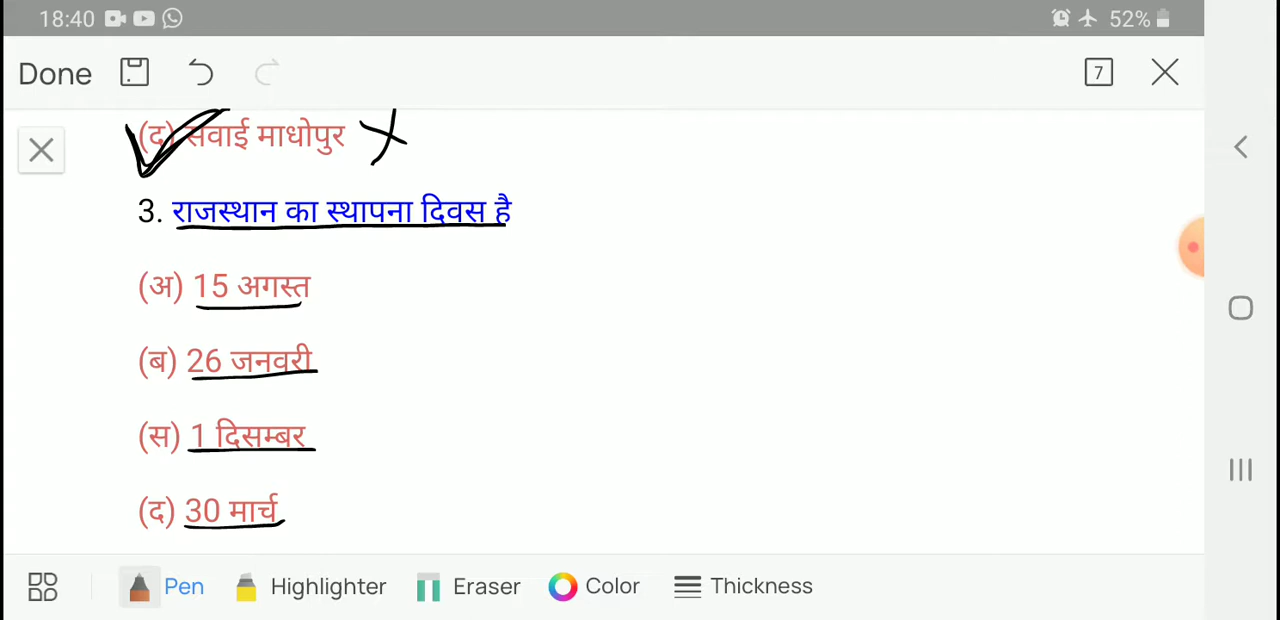 18:40 52%
Done 7
(द) सवाई माधोपुर
3. राजस्थान का स्थापना दिवस है
(अ) 15 अगस्त
(ब) 26 जनवरी
(स) 1 दिसम्बर
(द) 30 मार्च
Pen Highlighter Eraser Color Thickness